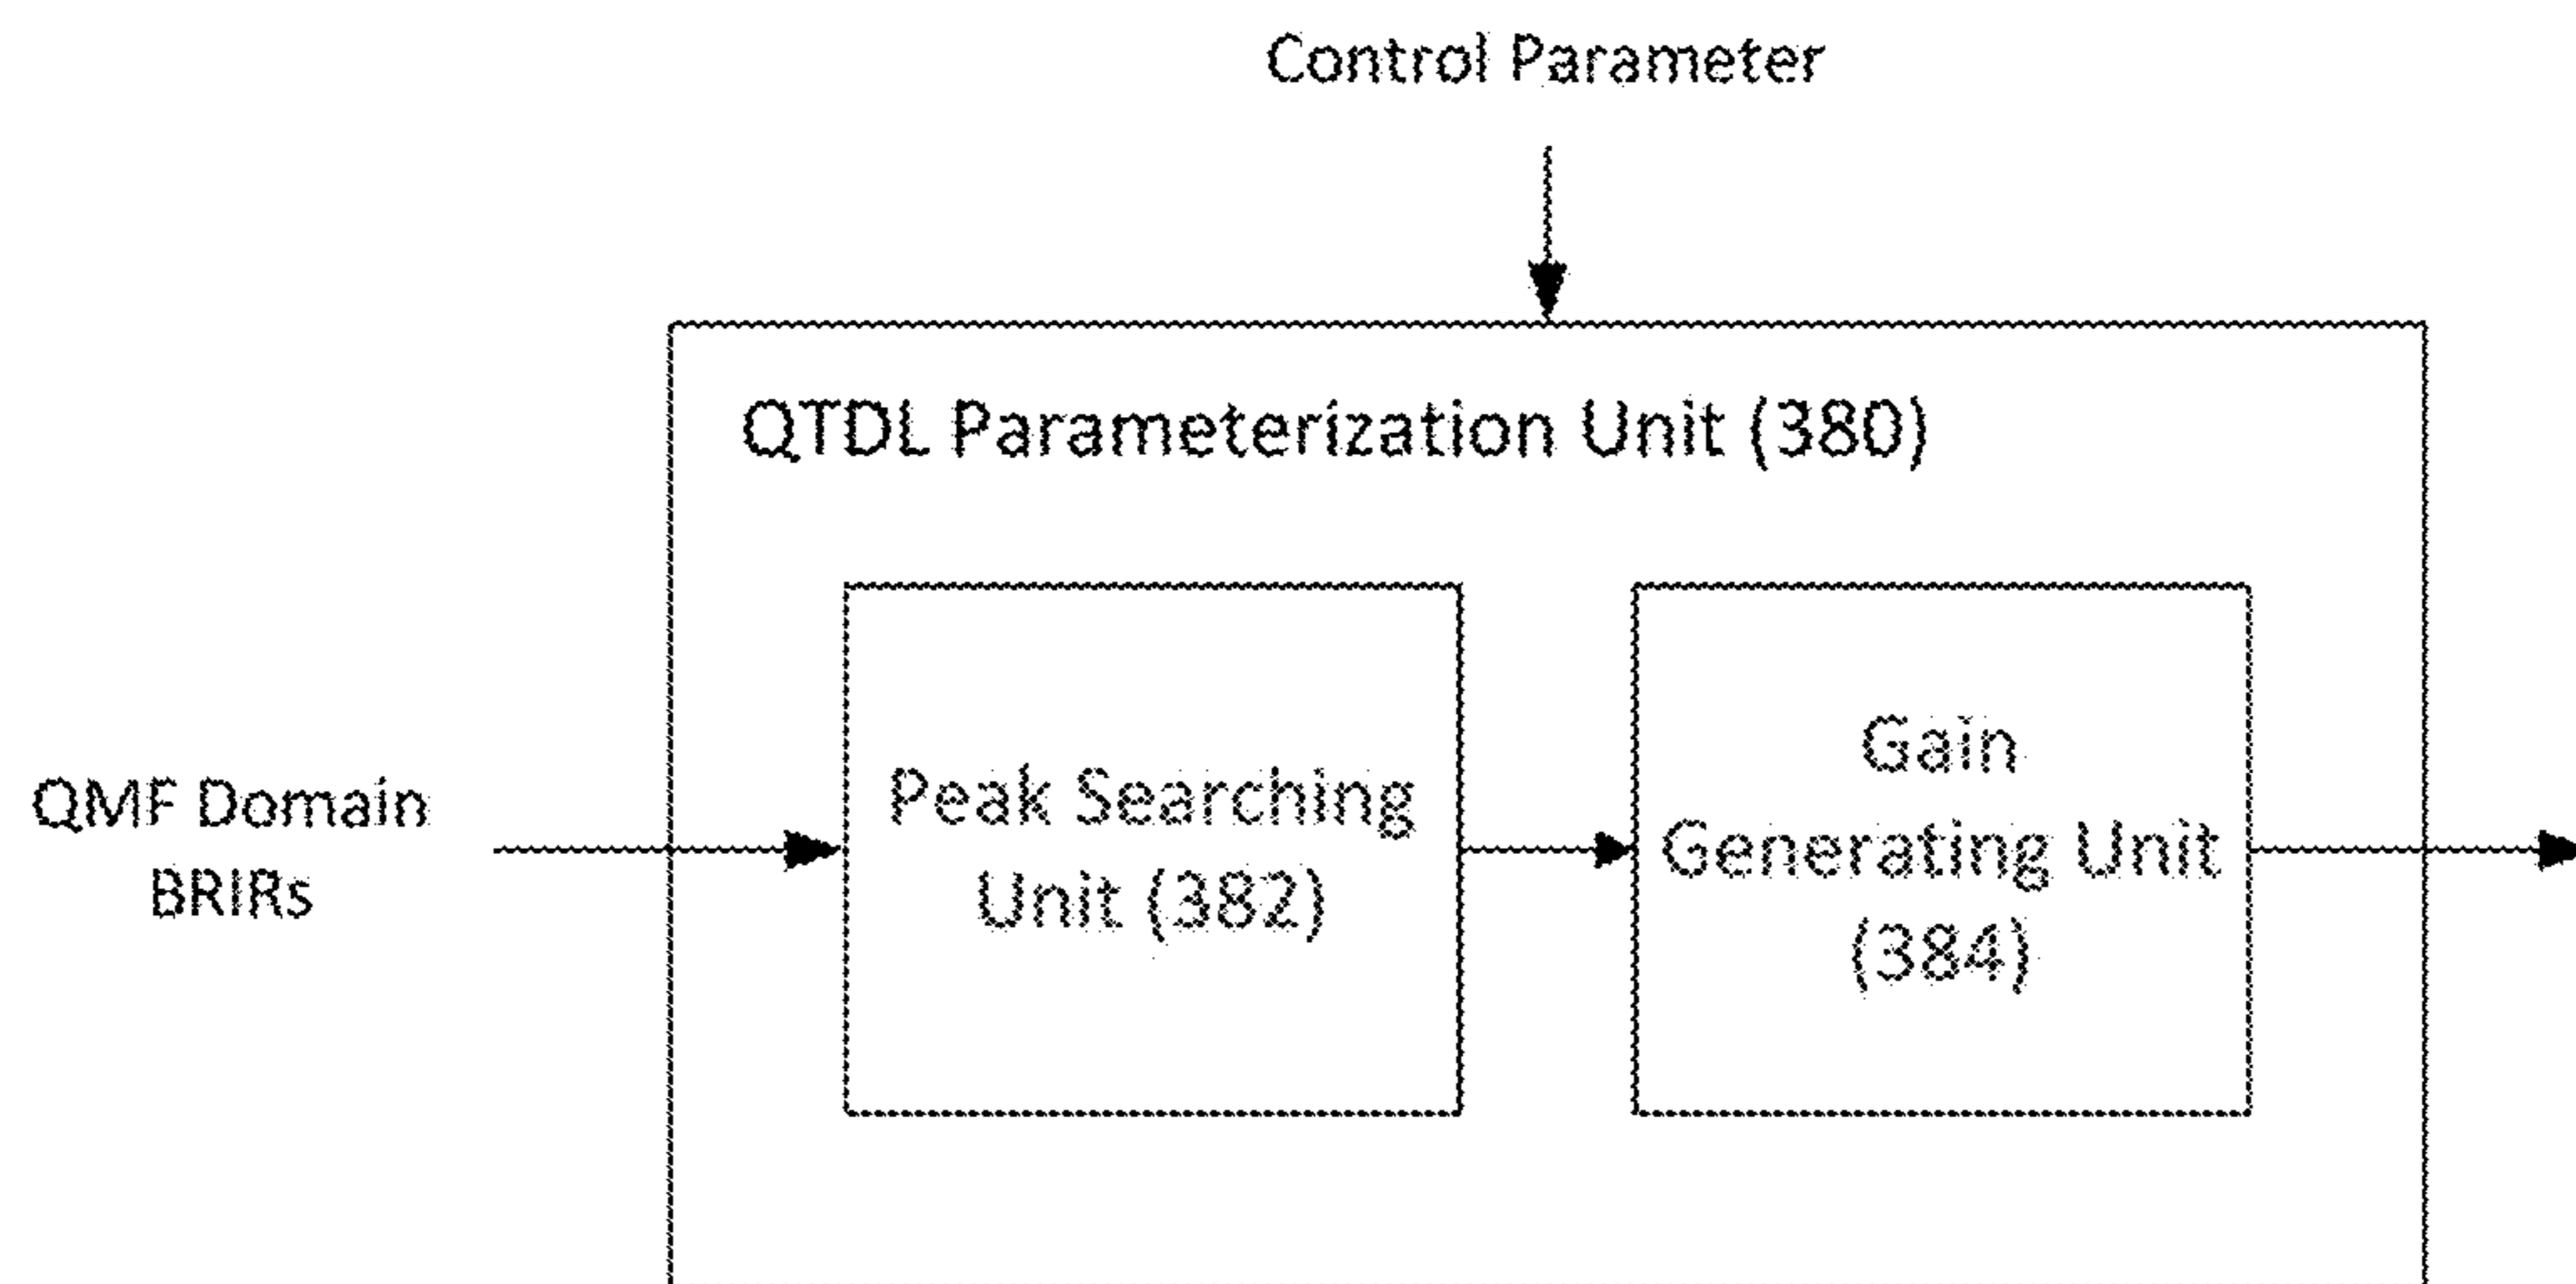 Control Parameter
QTDL Parameterization Unit (380)
QMF Domain
BRIRs
Peak Searching
Unit (382)
Gain
Generating Unit
(384)